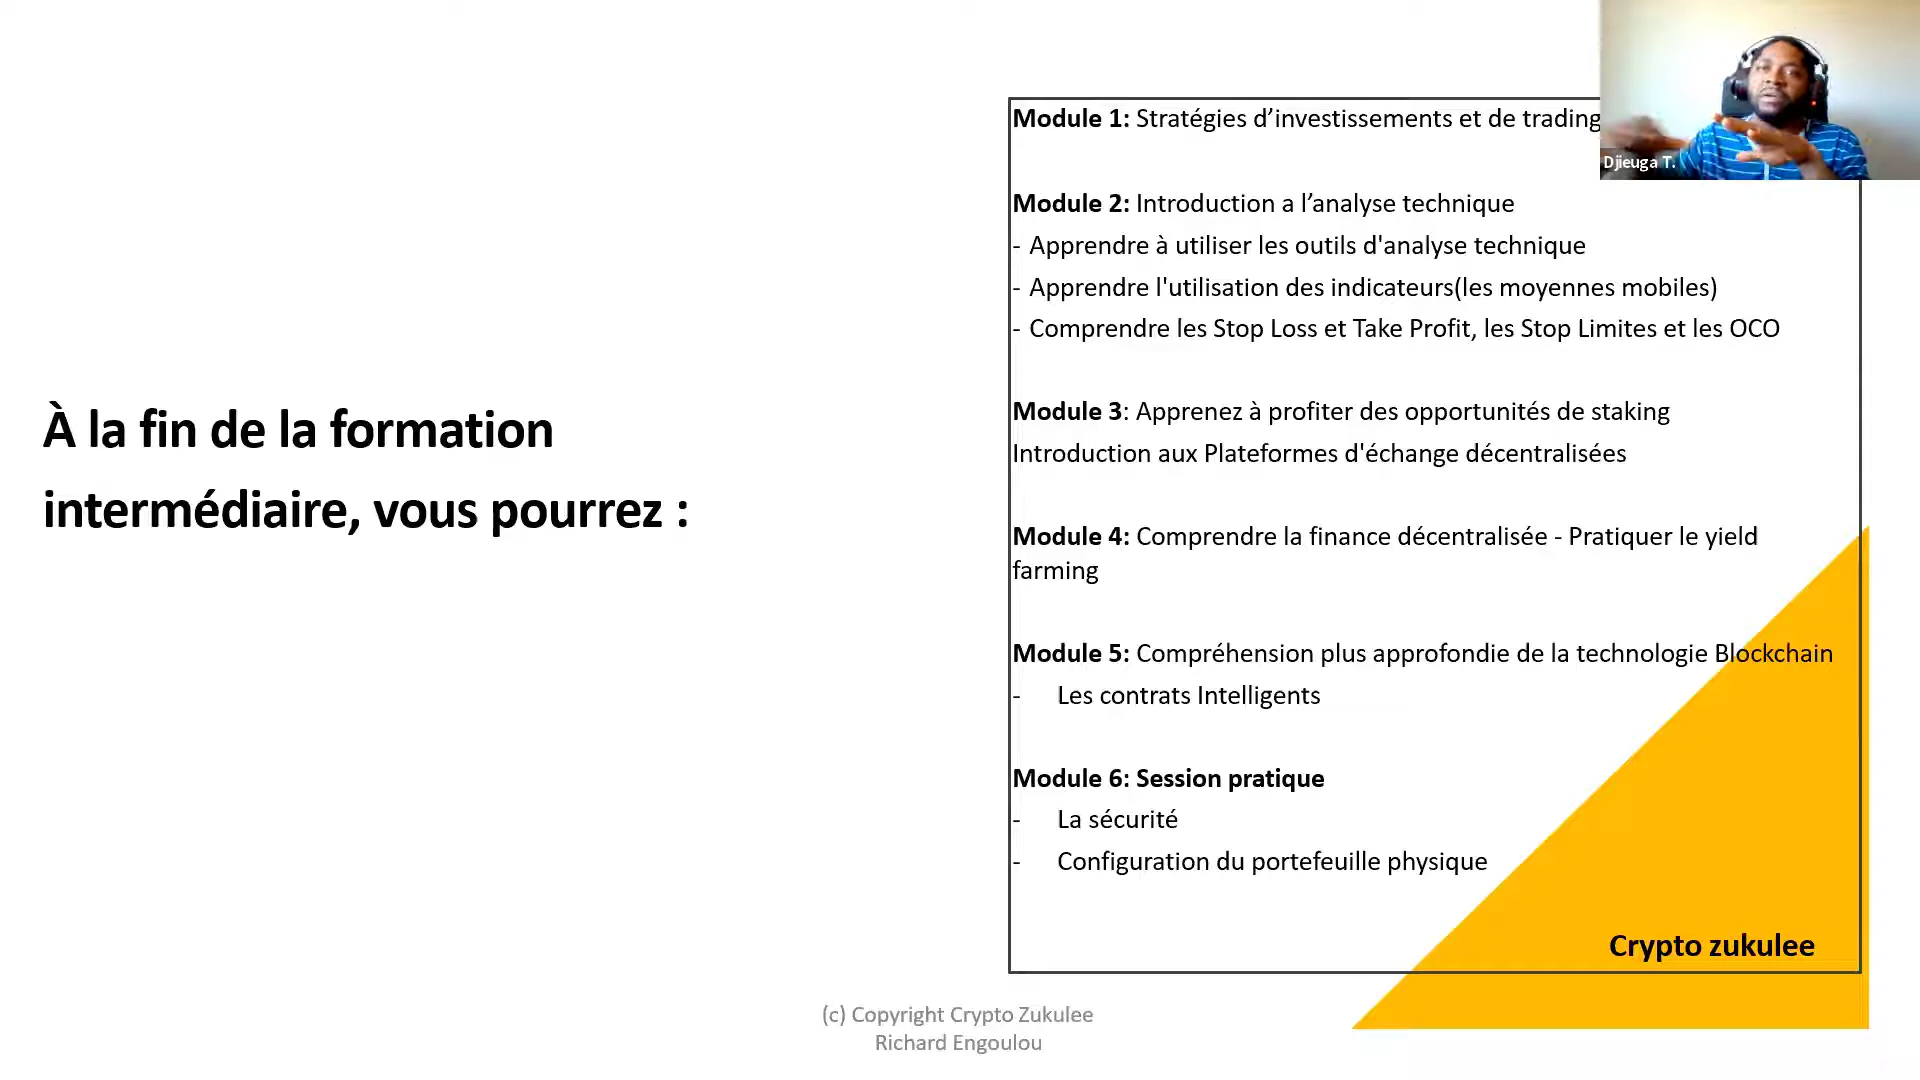 À la fin de la formation
intermédiaire, vous pourrez :
Module 1: Stratégies d’investissements et de trading
Module 2: Introduction a l’analyse technique
- Apprendre à utiliser les outils d'analyse technique
- Apprendre l'utilisation des indicateurs(les moyennes mobiles)
- Comprendre les Stop Loss et Take Profit, les Stop Limites et les OCO
Module 3: Apprenez à profiter des opportunités de staking
Introduction aux Plateformes d'échange décentralisées
Module 4: Comprendre la finance décentralisée - Pratiquer le yield
farming
Module 5: Compréhension plus approfondie de la technologie Blockchain
- Les contrats Intelligents
Module 6: Session pratique
- La sécurité
- Configuration du portefeuille physique
Crypto zukulee
(c) Copyright Crypto Zukulee
Richard Engoulou
Djieuga T.